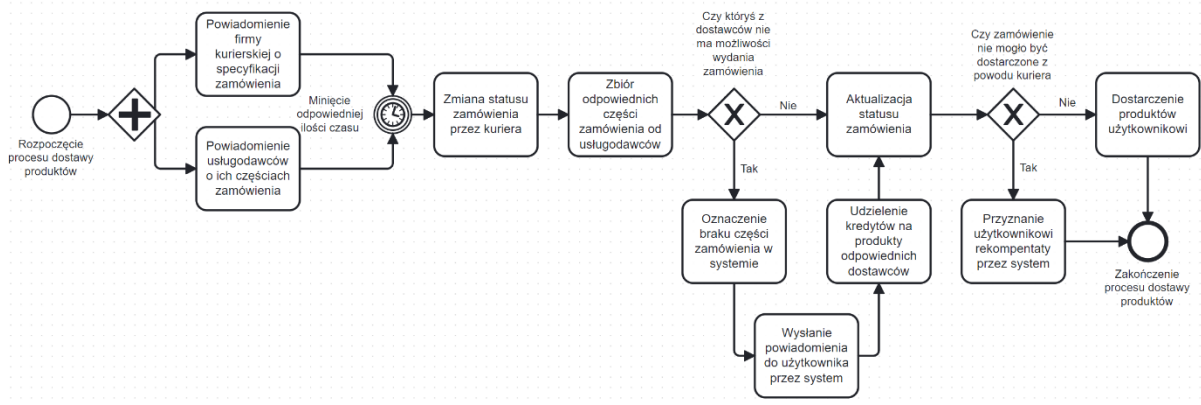 Powiadomienie
firmy
kurierskiej o
specyfikacji
zamówienia
Rozpoczęcie
procesu dostawy
produktów
Powiadomienie
usługodawców
o ich częściach
zamówienia
Minięcie
odpowiedniej
ilości czasu
Zmiana statusu
zamówienia
przez kuriera
Zbiór
odpowiednich
części
zamówienia od
usługodawców
Czy któryś z
dostawców nie
ma możliwości
wydania
zamówienia
Nie
Tak
Oznaczenie
braku części
zamówienia w
systemie
Wysłanie
powiadomienia
do użytkownika
przez system
Udzielenie
kredytów na
produkty
odpowiednich
dostawców
Aktualizacja
statusu
zamówienia
Czy zamówienie
nie mogło być
dostarczone z
powodu kuriera
Nie
Tak
Dostarczenie
produktów
użytkownikowi
Przyznanie
użytkownikowi
rekompentaty
przez system
Zakończenie
procesu dostawy
produktów